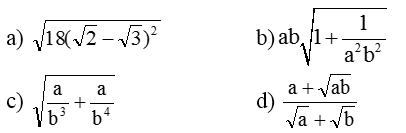 a) √(18(√2 − √3)²) b) ab√(1 + 1/(a²b²))
c) √(a/b³ + a/b⁴) d) (a + √(ab))/(√a + √b)